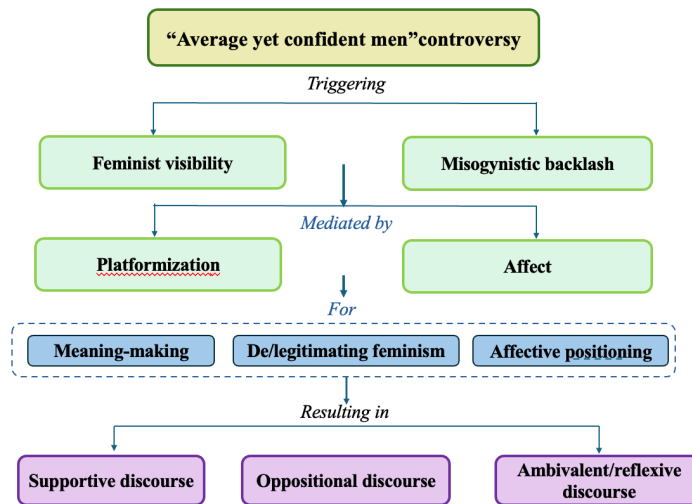 “Average yet confident men”controversy
Triggering
Feminist visibility
Misogynistic backlash
Mediated by
Platformization
Affect
For
Meaning-making
De/legitimating feminism
Affective positioning
Resulting in
Supportive discourse
Oppositional discourse
Ambivalent/reflexive
discourse